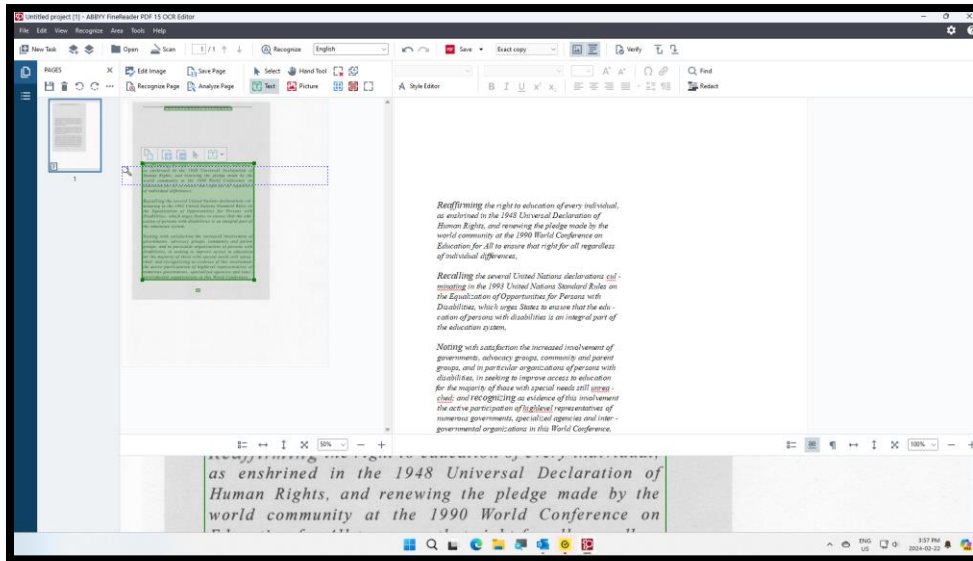 Untitled project [1] - ABBYY FineReader PDF 15 OCR Editor
File Edit View Recognize Area Tools Help
New Task Open Scan 1 / 1 Recognize English Save Exact copy Verify
PAGES Edit Image Save Page Select Hand Tool Find
Recognize Page Analyze Page Text Picture Style Editor B I U Redact
1
Reaffirming the right to education of every individual,
as enshrined in the 1948 Universal Declaration of
Human Rights, and renewing the pledge made by the
world community at the 1990 World Conference on
Education for All to ensure that right for all regardless
of individual differences,
Recalling the several United Nations declarations cul -
minating in the 1993 United Nations Standard Rules on
the Equalization of Opportunities for Persons with
Disabilities, which urges States to ensure that the edu -
cation of persons with disabilities is an integral part of
the education system,
Noting with satisfaction the increased involvement of
governments, advocacy groups, community and parent
groups, and in particular organizations of persons with
disabilities, in seeking to improve access to education
for the majority of those with special needs still unrea -
ched; and recognizing as evidence of this involvement
the active participation of highlevel representatives of
numerous governments, specialized agencies and inter -
governmental organizations in this World Conference,
50% 100%
as enshrined in the 1948 Universal Declaration of
Human Rights, and renewing the pledge made by the
world community at the 1990 World Conference on
ENG
US
3:57 PM
2024-02-22